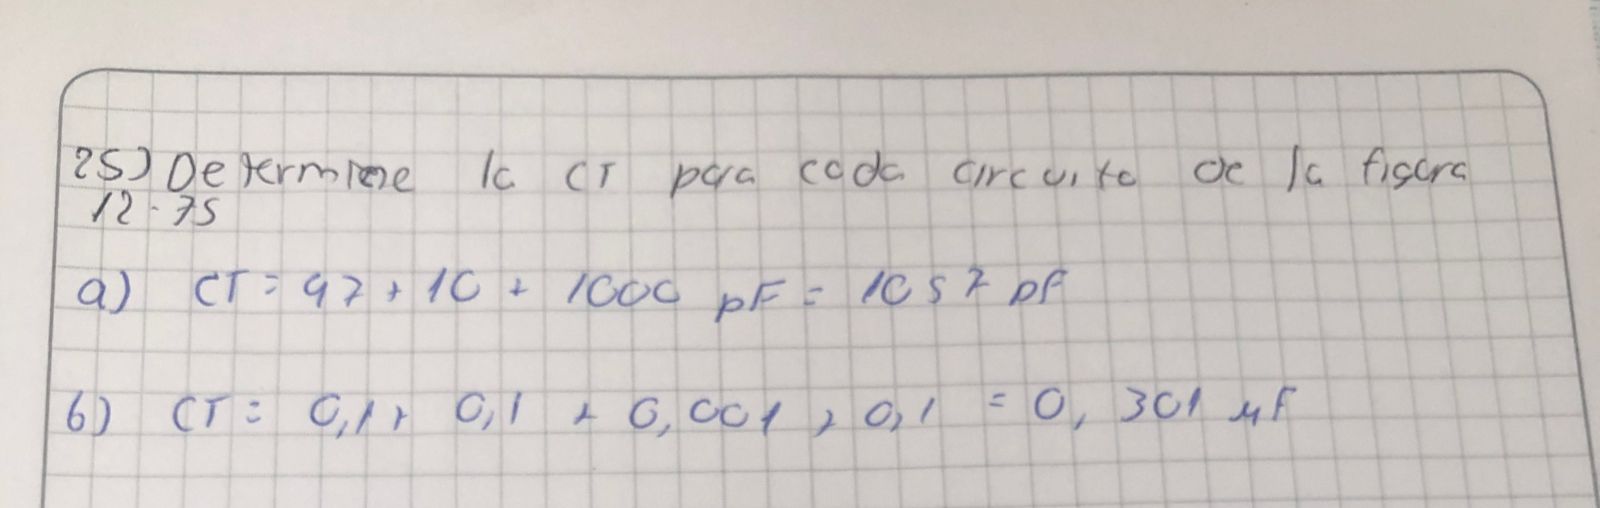 25) Determine la CT para cada circuito de la figura
12-75
a) CT = 47 + 10 + 1000 pF = 1057 pF
b) CT = 0,1 + 0,1 + 0,001 + 0,1 = 0,301 µF